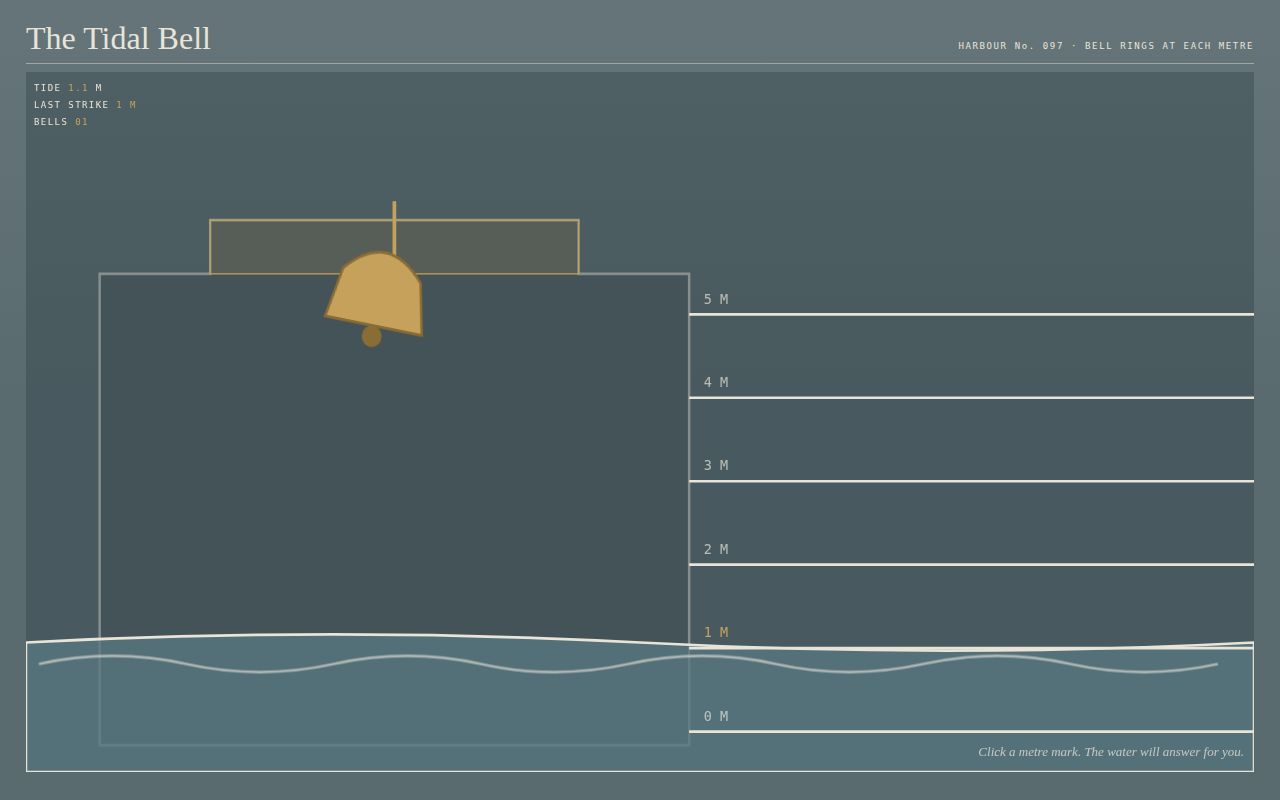 The Tidal Bell
HARBOUR No. 097 · BELL RINGS AT EACH METRE
TIDE 1.1 M
LAST STRIKE 1 M
BELLS 01
5 M
4 M
3 M
2 M
1 M
0 M
Click a metre mark. The water will answer for you.